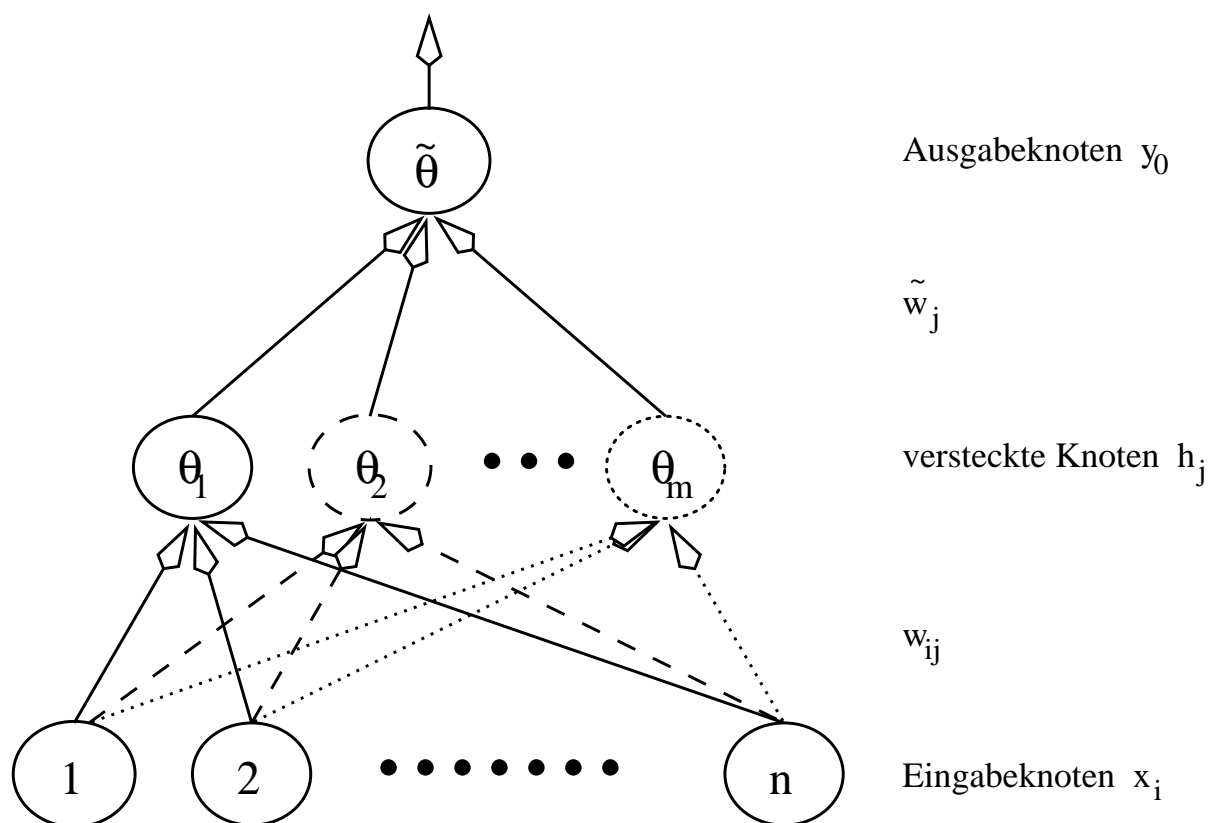 θ̃ Ausgabeknoten y₀
w̃ⱼ
θ₁ θ₂ θₘ versteckte Knoten hⱼ
wᵢⱼ
1 2 n Eingabeknoten xᵢ